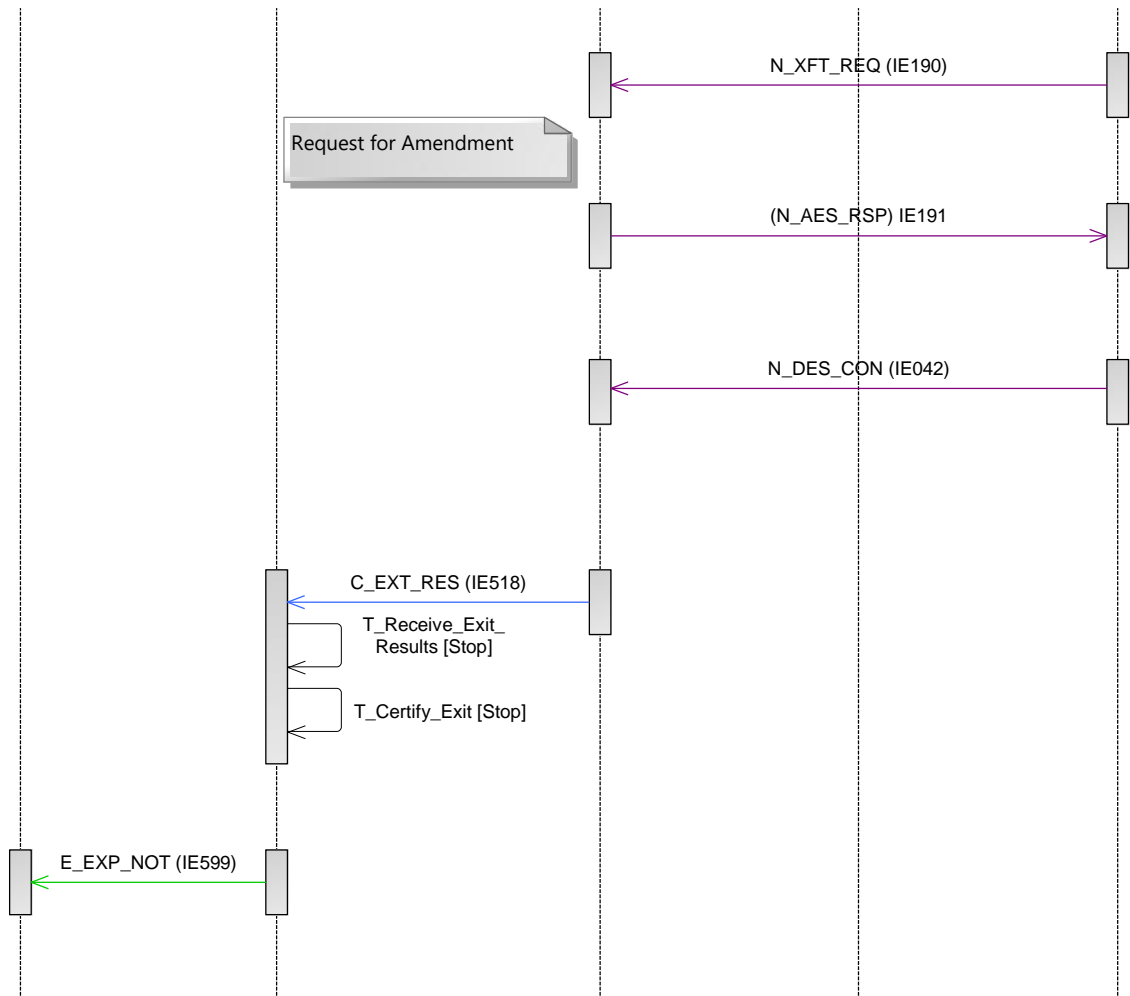 N_XFT_REQ (IE190)
Request for Amendment
(N_AES_RSP) IE191
N_DES_CON (IE042)
C_EXT_RES (IE518)
T_Receive_Exit_
Results [Stop]
T_Certify_Exit [Stop]
E_EXP_NOT (IE599)